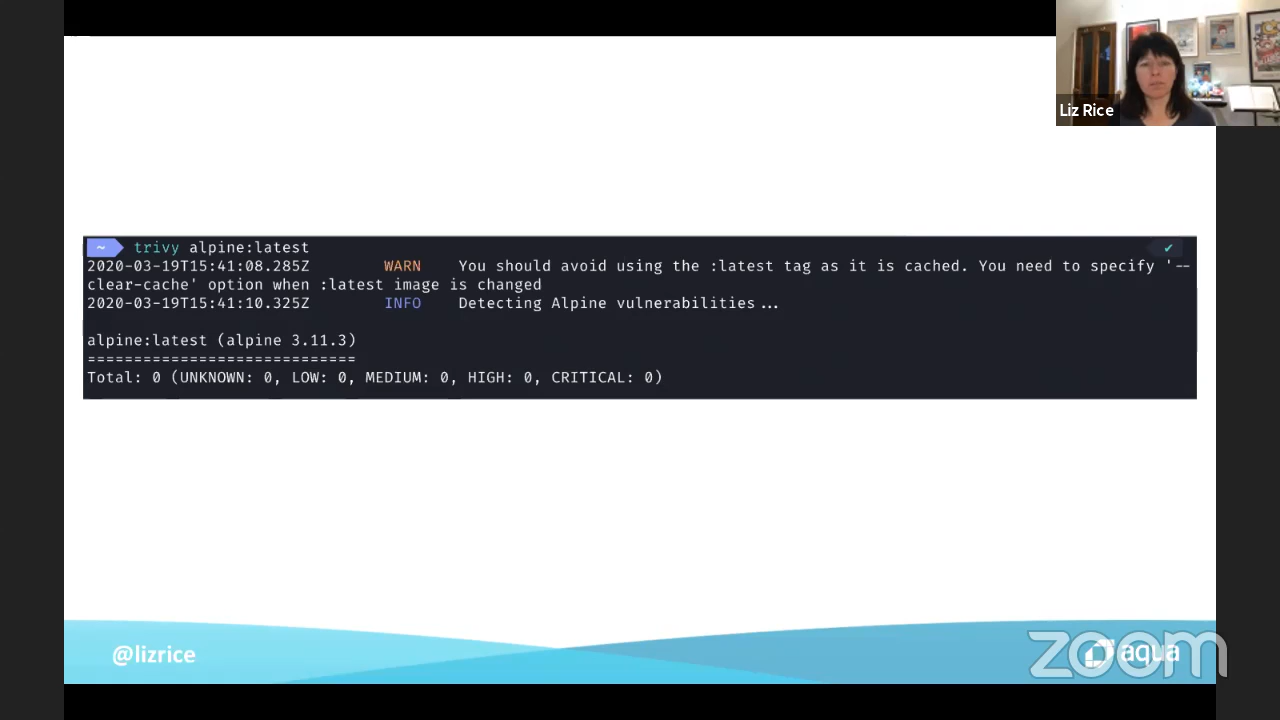 Liz Rice
~ trivy alpine:latest ✔
2020-03-19T15:41:08.285Z WARN You should avoid using the :latest tag as it is cached. You need to specify '--
clear-cache' option when :latest image is changed
2020-03-19T15:41:10.325Z INFO Detecting Alpine vulnerabilities...
alpine:latest (alpine 3.11.3)
=============================
Total: 0 (UNKNOWN: 0, LOW: 0, MEDIUM: 0, HIGH: 0, CRITICAL: 0)
@lizrice
aqua
zoom